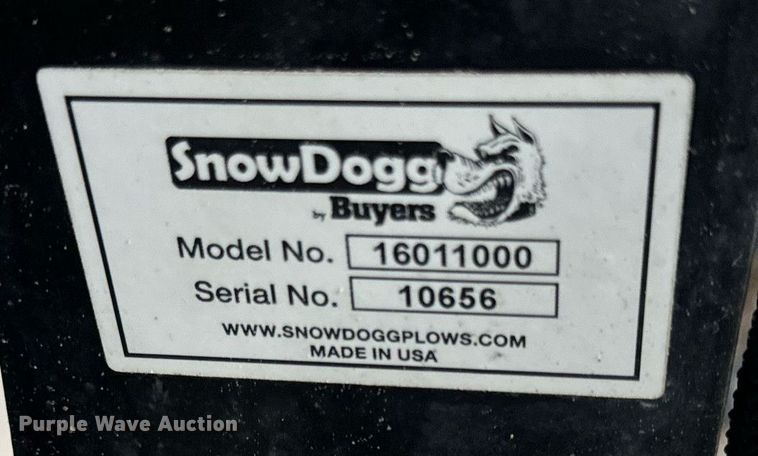 SnowDogg
by Buyers
Model No. 16011000
Serial No. 10656
WWW.SNOWDOGGPLOWS.COM
MADE IN USA
Purple Wave Auction